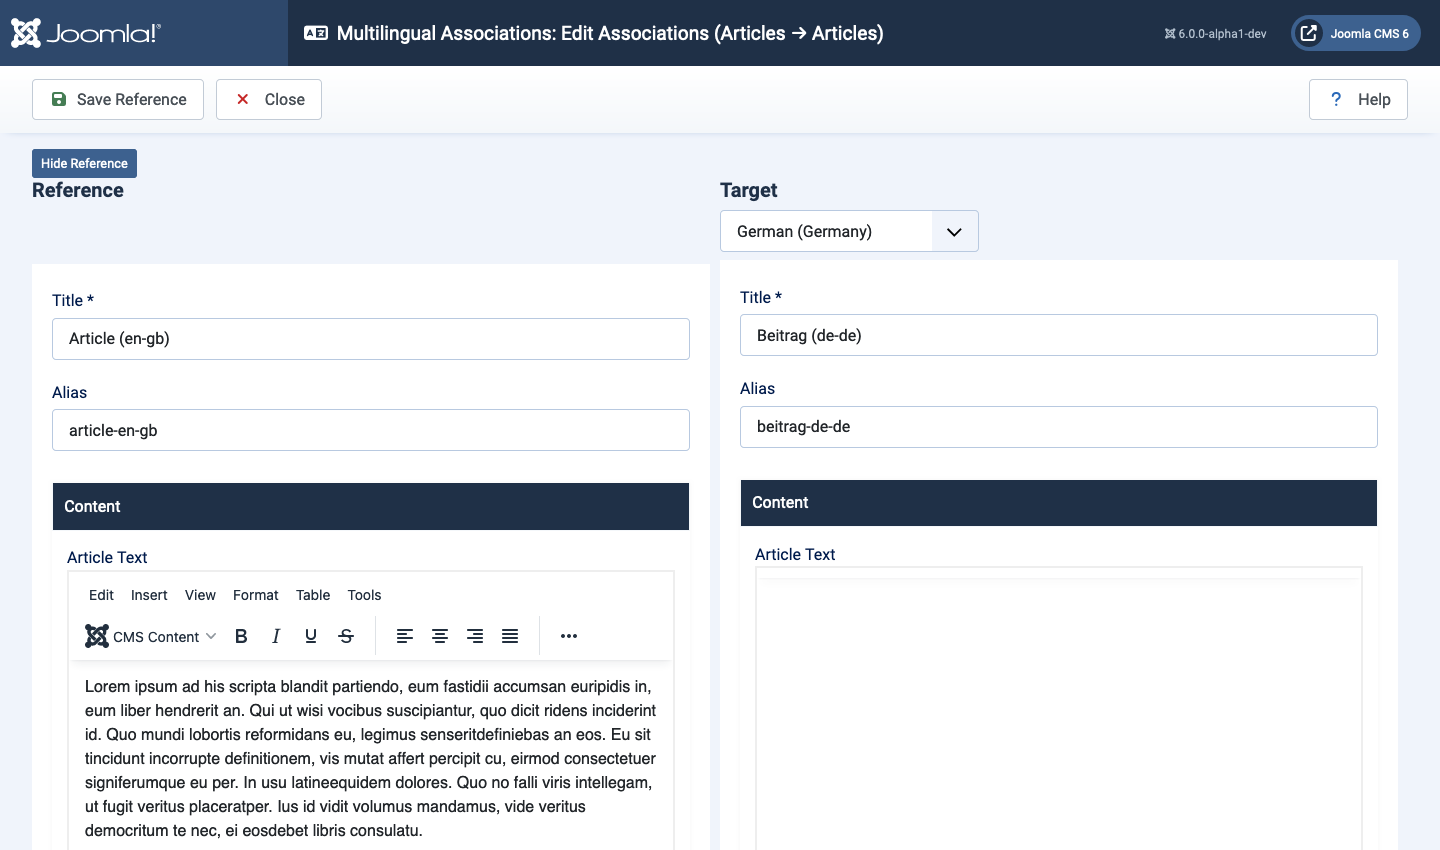 Joomla!®
Multilingual Associations: Edit Associations (Articles → Articles)
6.0.0-alpha1-dev
Joomla CMS 6
Save Reference
Close
? Help
Hide Reference
Reference
Title *
Article (en-gb)
Alias
article-en-gb
Content
Article Text
Edit Insert View Format Table Tools
CMS Content B I U S
Lorem ipsum ad his scripta blandit partiendo, eum fastidii accumsan euripidis in,
eum liber hendrerit an. Qui ut wisi vocibus suscipiantur, quo dicit ridens inciderint
id. Quo mundi lobortis reformidans eu, legimus senseritdefiniebas an eos. Eu sit
tincidunt incorrupte definitionem, vis mutat affert percipit cu, eirmod consectetuer
signiferumque eu per. In usu latineequidem dolores. Quo no falli viris intellegam,
ut fugit veritus placeratper. Ius id vidit volumus mandamus, vide veritus
democritum te nec, ei eosdebet libris consulatu.
Target
German (Germany)
Title *
Beitrag (de-de)
Alias
beitrag-de-de
Content
Article Text